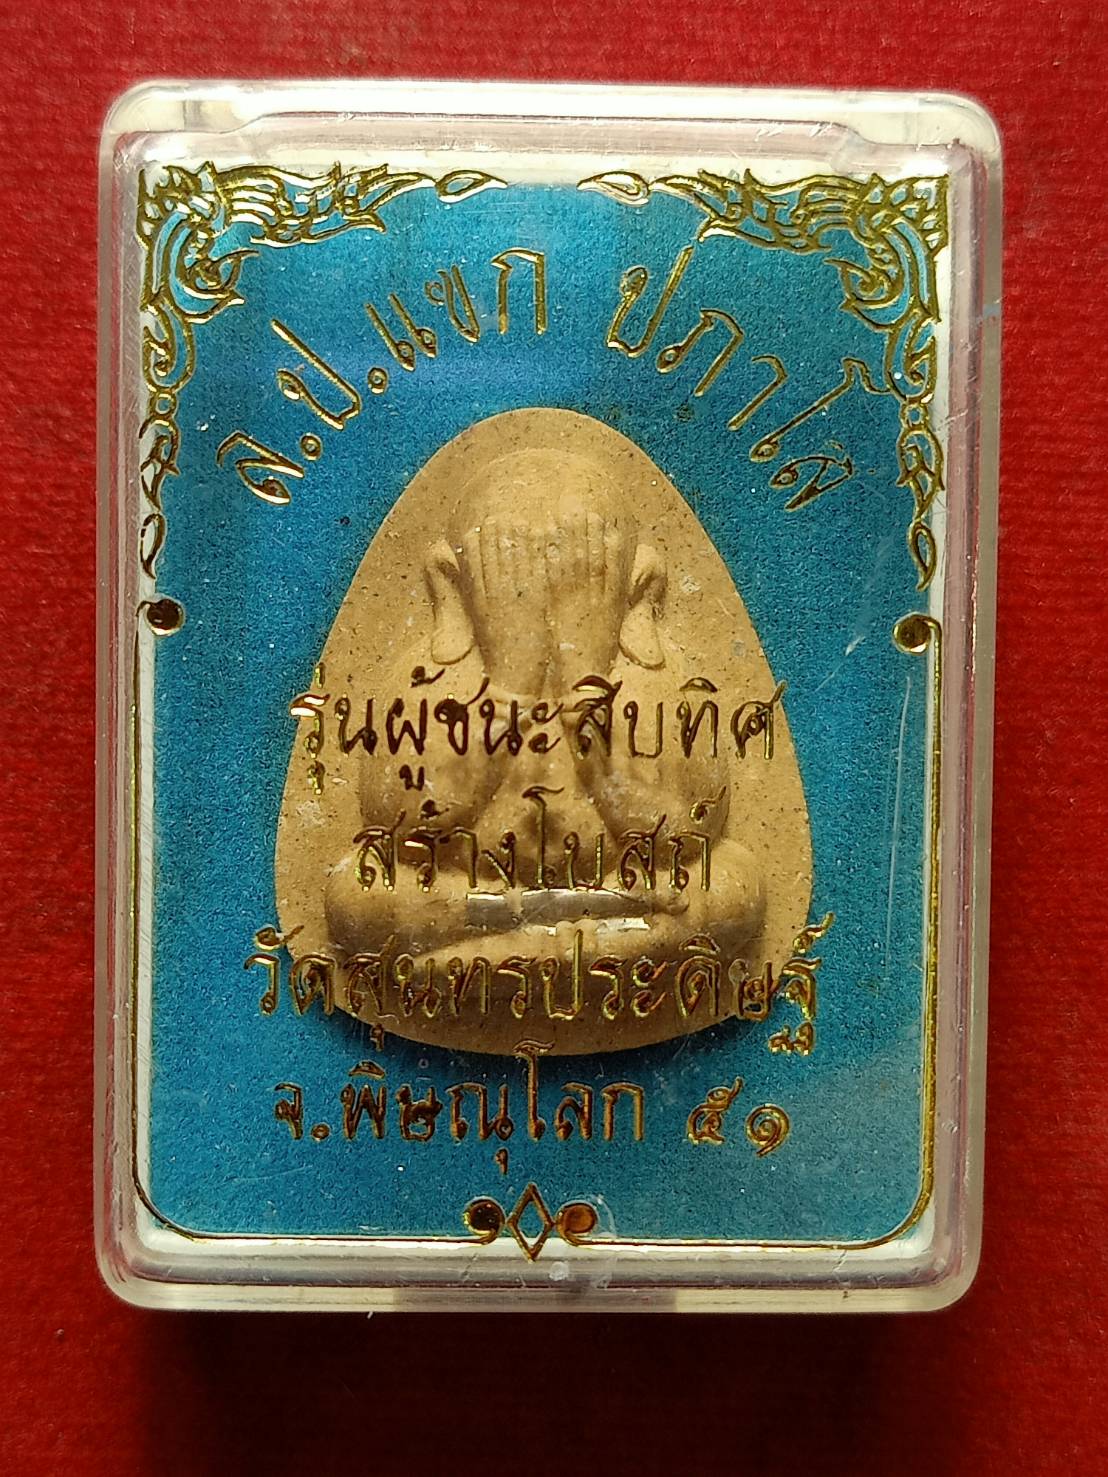 ล.ป.แขก ปภาโส
รุ่นผู้ชนะสิบทิศ
สร้างโบสถ์
วัดสุนทรประดิษฐ์
จ.พิษณุโลก ๕๑